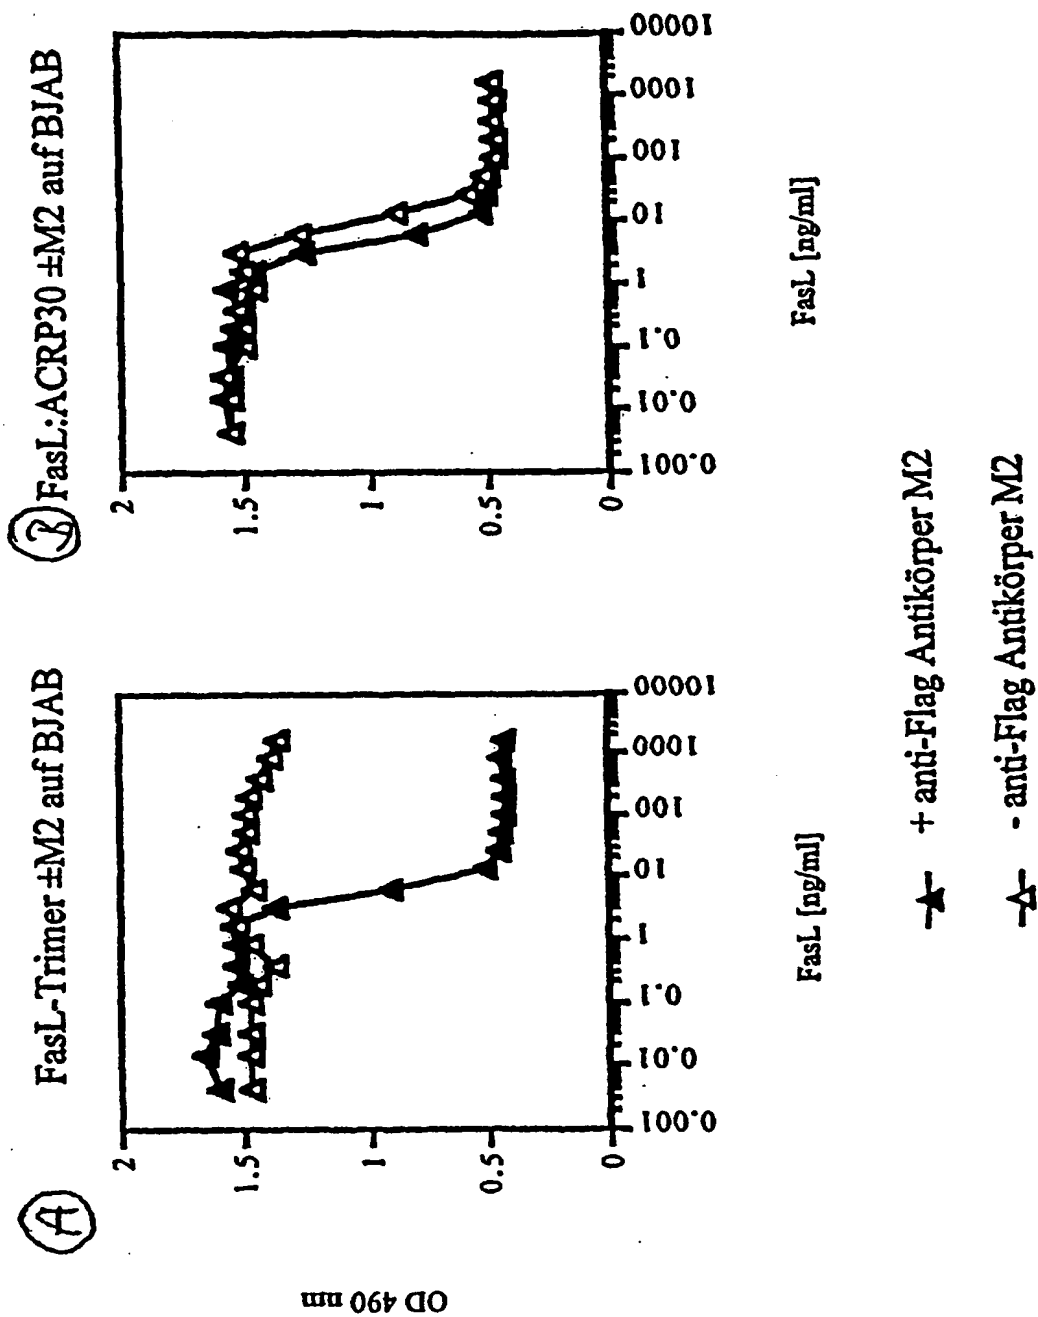 A
FasL-Trimer ±M2 auf BJAB
OD 490 nm
2
1.5
1
0.5
0
0.001
0.01
0.1
1
10
100
1000
10000
FasL [ng/ml]
B
FasL:ACRP30 ±M2 auf BJAB
2
1.5
1
0.5
0
0.001
0.01
0.1
1
10
100
1000
10000
FasL [ng/ml]
+ anti-Flag Antikörper M2
- anti-Flag Antikörper M2